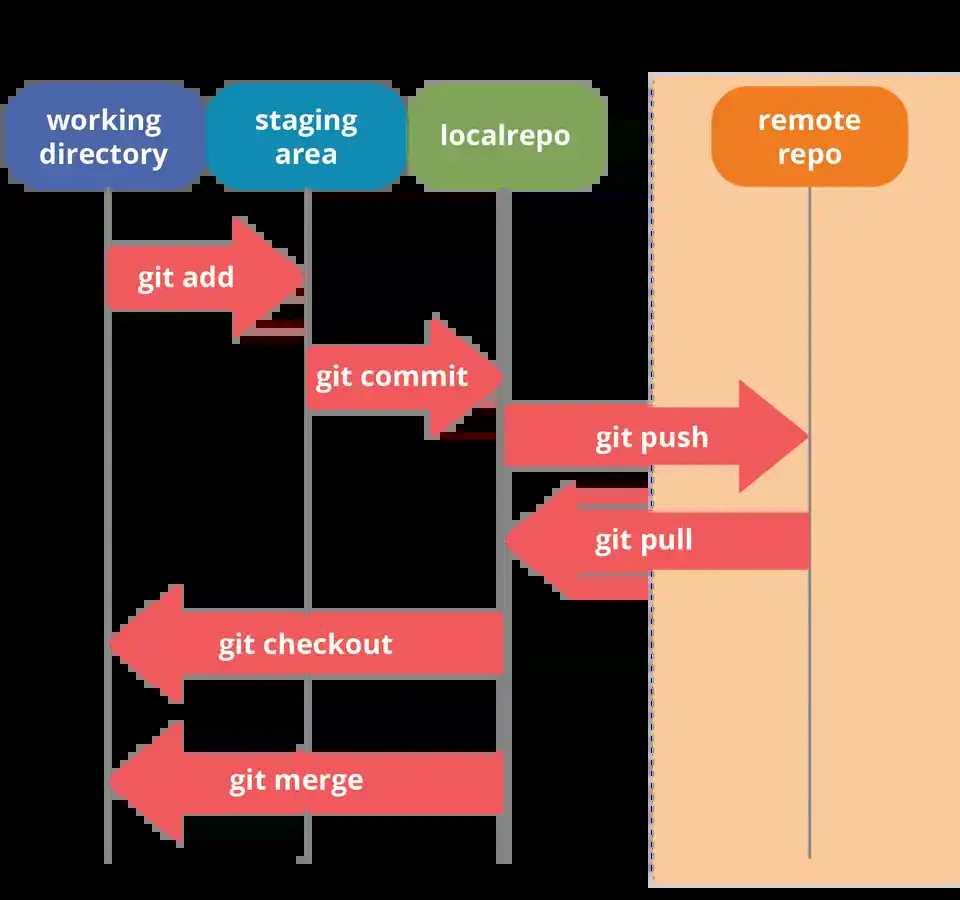 working
directory
staging
area
localrepo
remote
repo
git add
git commit
git push
git pull
git checkout
git merge